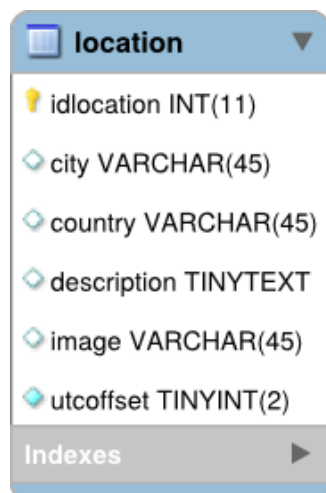 location
idlocation INT(11)
city VARCHAR(45)
country VARCHAR(45)
description TINYTEXT
image VARCHAR(45)
utcoffset TINYINT(2)
Indexes